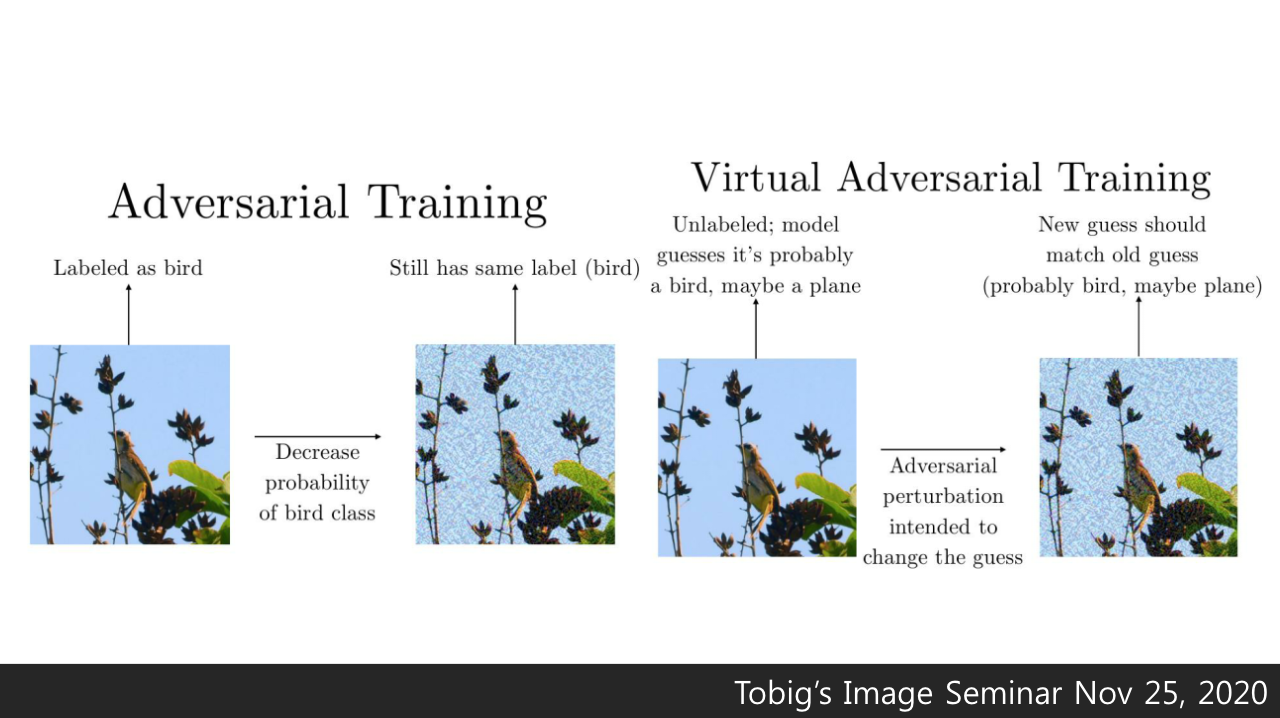 Adversarial Training
Labeled as bird
Still has same label (bird)
Decrease
probability
of bird class
Virtual Adversarial Training
Unlabeled; model
guesses it's probably
a bird, maybe a plane
New guess should
match old guess
(probably bird, maybe plane)
Adversarial
perturbation
intended to
change the guess
Tobig's Image Seminar Nov 25, 2020